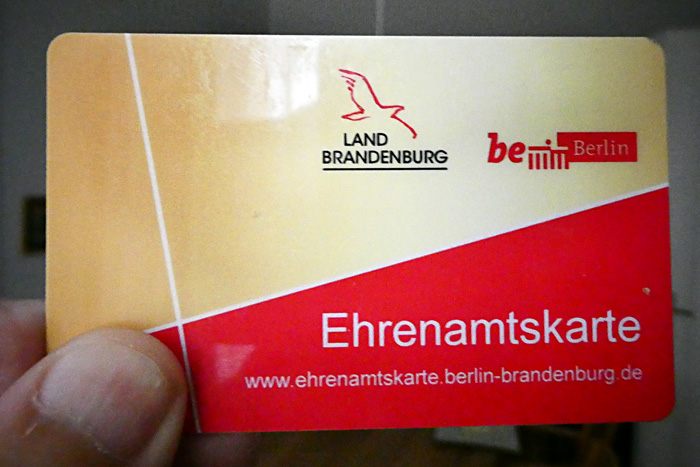 LAND
BRANDENBURG
be Berlin
Ehrenamtskarte
www.ehrenamtskarte.berlin-brandenburg.de